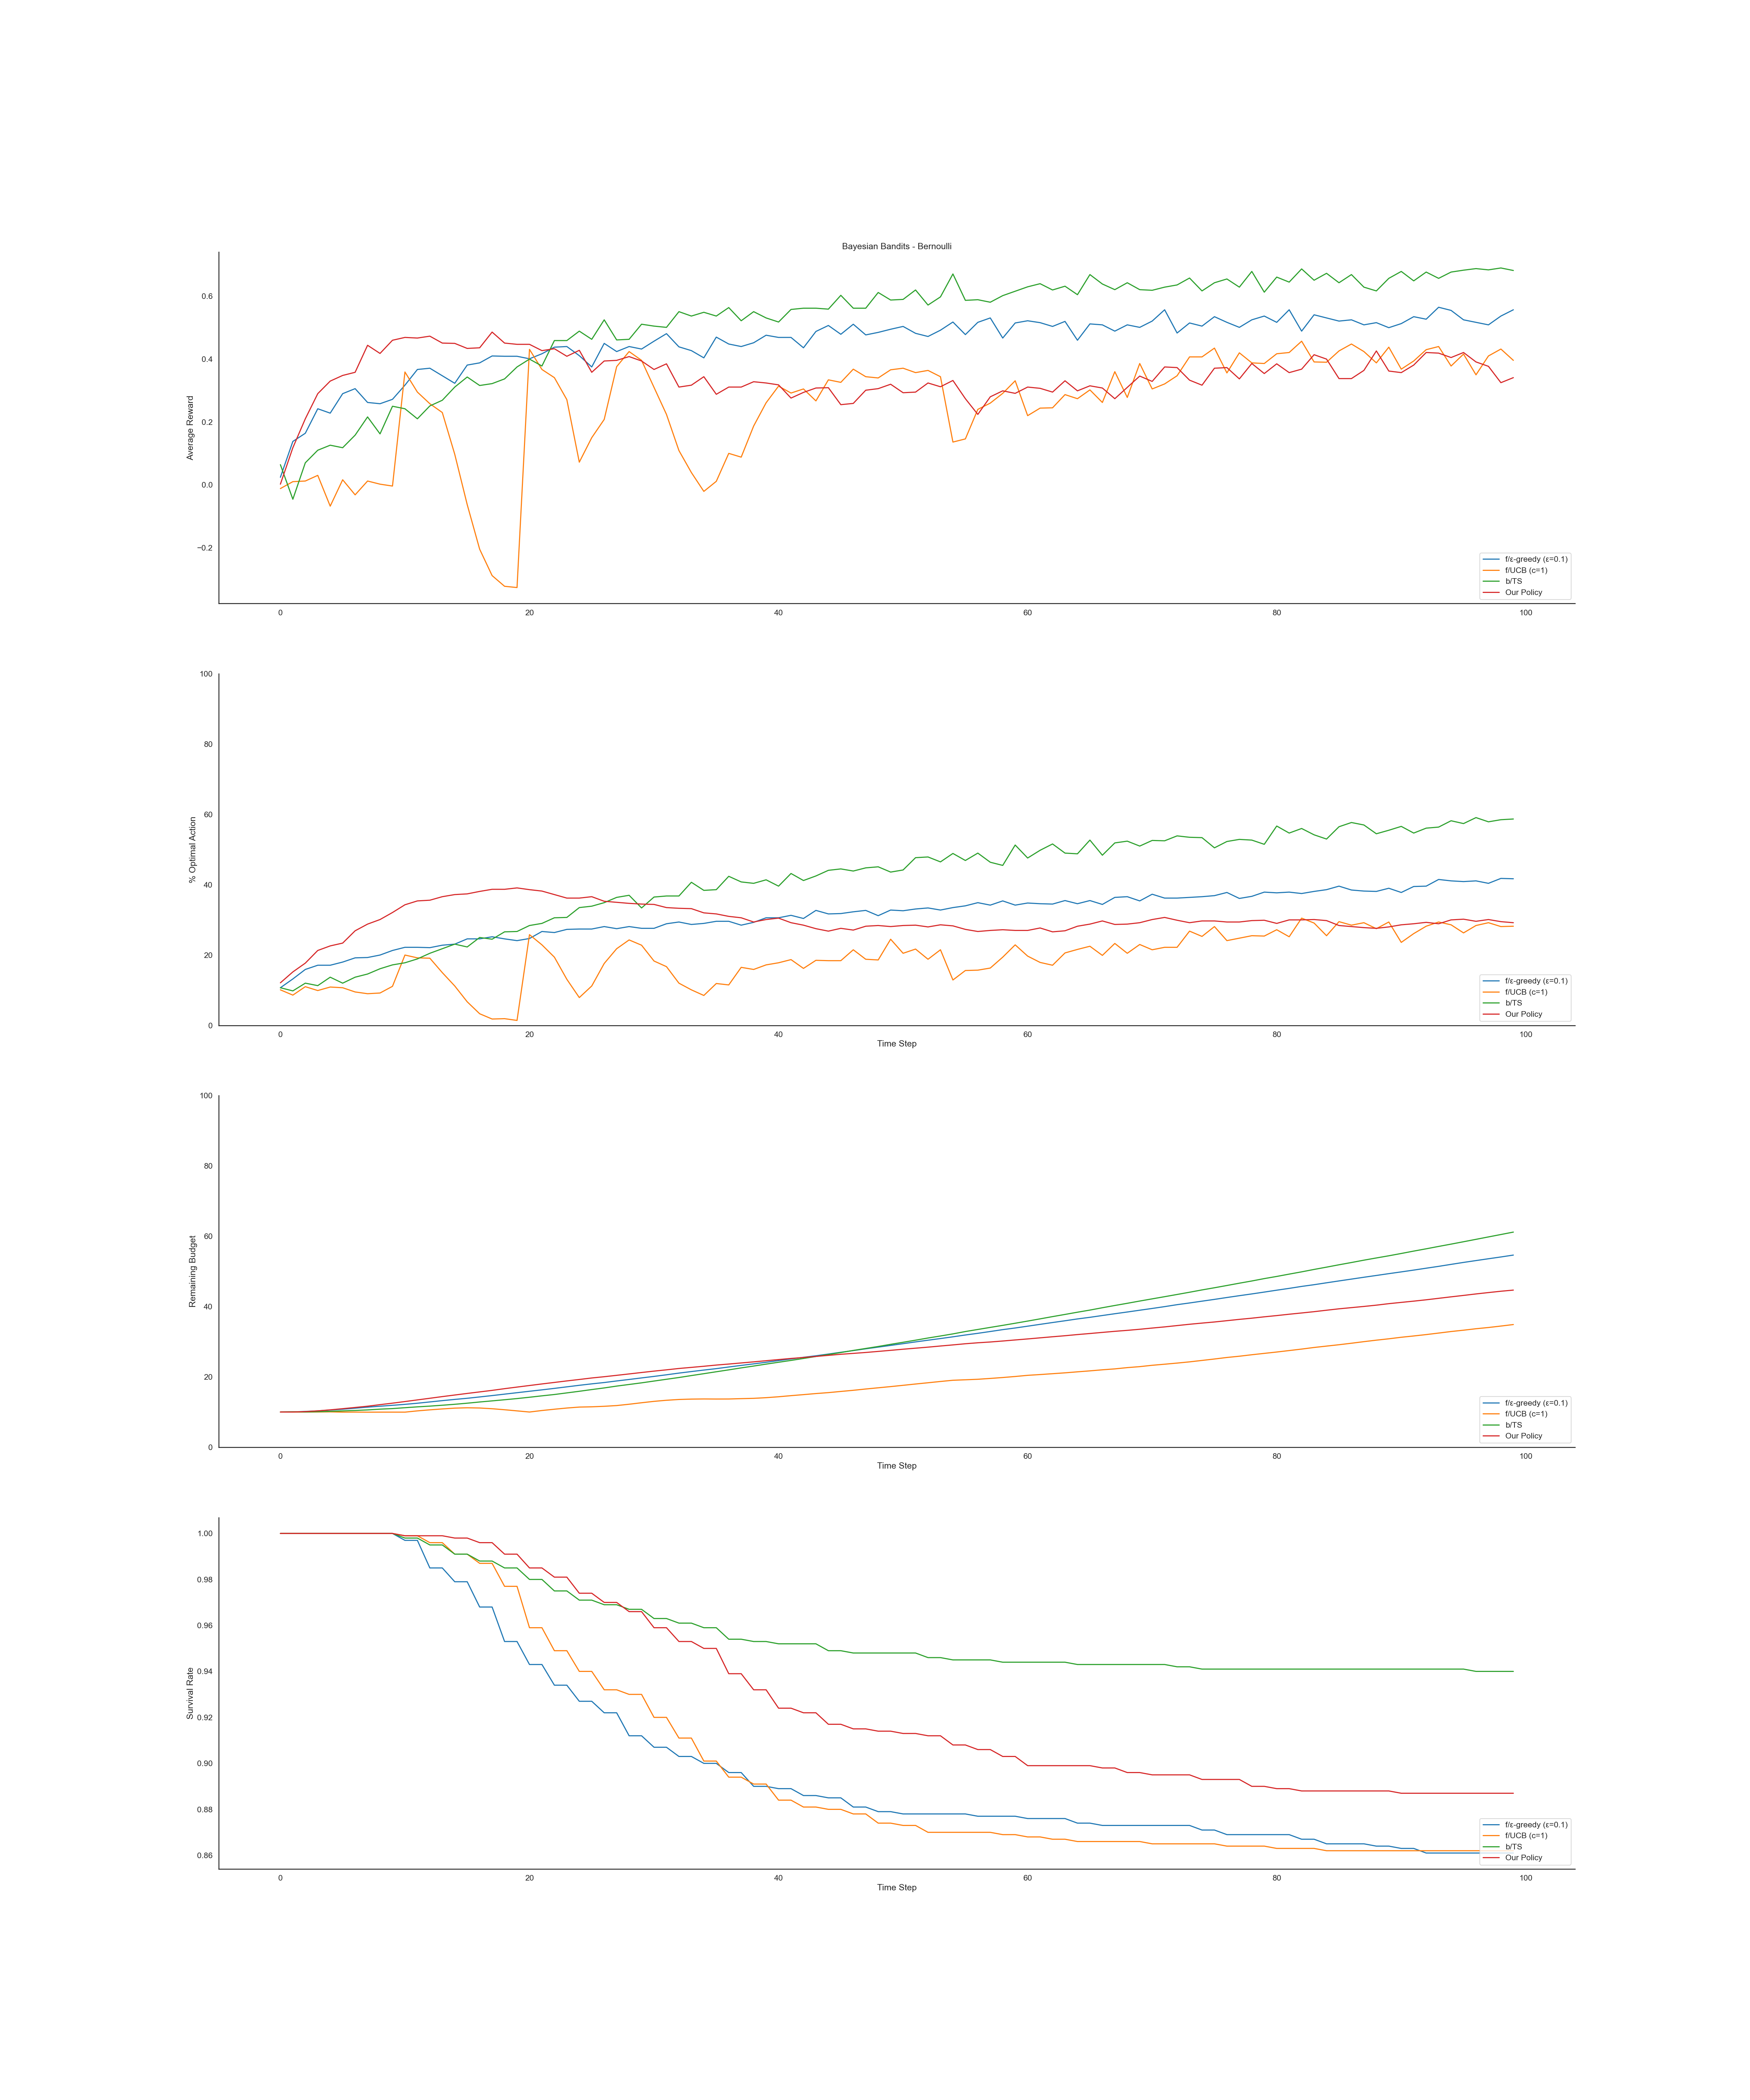 Bayesian Bandits - Bernoulli
Average Reward
0.6
0.4
0.2
0.0
−0.2
0 20 40 60 80 100
f/ε-greedy (ε=0.1)
f/UCB (c=1)
b/TS
Our Policy
% Optimal Action
100
80
60
40
20
0
0 20 40 60 80 100
Time Step
f/ε-greedy (ε=0.1)
f/UCB (c=1)
b/TS
Our Policy
Remaining Budget
100
80
60
40
20
0
0 20 40 60 80 100
Time Step
f/ε-greedy (ε=0.1)
f/UCB (c=1)
b/TS
Our Policy
Survival Rate
1.00
0.98
0.96
0.94
0.92
0.90
0.88
0.86
0 20 40 60 80 100
Time Step
f/ε-greedy (ε=0.1)
f/UCB (c=1)
b/TS
Our Policy